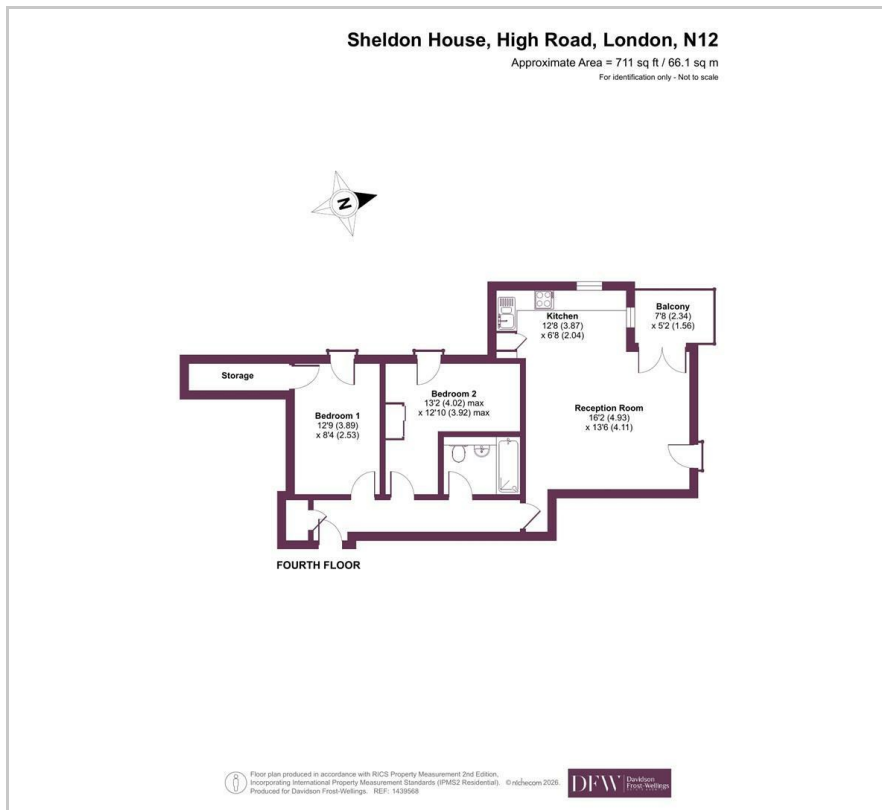 Sheldon House, High Road, London, N12
Approximate Area = 711 sq ft / 66.1 sq m
For identification only - Not to scale
N
Kitchen
12'8 (3.87)
x 6'8 (2.04)
Balcony
7'8 (2.34)
x 5'2 (1.56)
Storage
Bedroom 1
12'9 (3.89)
x 8'4 (2.53)
Bedroom 2
13'2 (4.02) max
x 12'10 (3.92) max
Reception Room
16'2 (4.93)
x 13'6 (4.11)
FOURTH FLOOR
Floor plan produced in accordance with RICS Property Measurement 2nd Edition,
Incorporating International Property Measurement Standards (IPMS2 Residential). ©nichecom 2026.
Produced for Davidson Frost-Wellings. REF: 1439568
DFW Davidson
Frost-Wellings